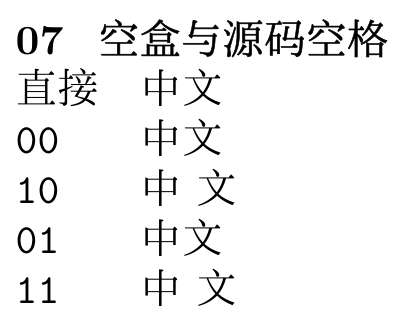 07 空盒与源码空格
直接 中文
00 中文
10 中 文
01 中文
11 中 文